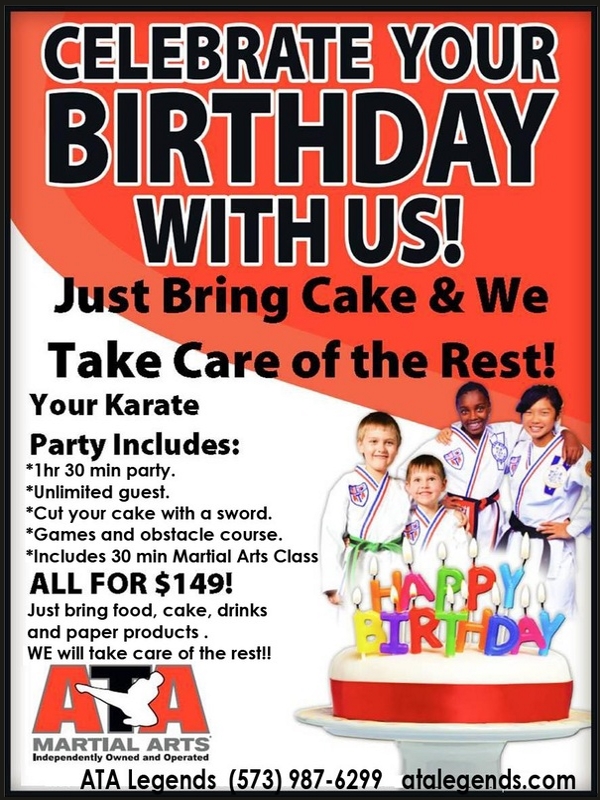 CELEBRATE YOUR
BIRTHDAY
WITH US!
Just Bring Cake & We
Take Care of the Rest!
Your Karate
Party Includes:
*1hr 30 min party.
*Unlimited guest.
*Cut your cake with a sword.
*Games and obstacle course.
*Includes 30 min Martial Arts Class
ALL FOR $149!
Just bring food, cake, drinks
and paper products .
WE will take care of the rest!!
HAPPY
BIRTHDAY
ATA
MARTIAL ARTS
Independently Owned and Operated
ATA Legends (573) 987-6299 atalegends.com